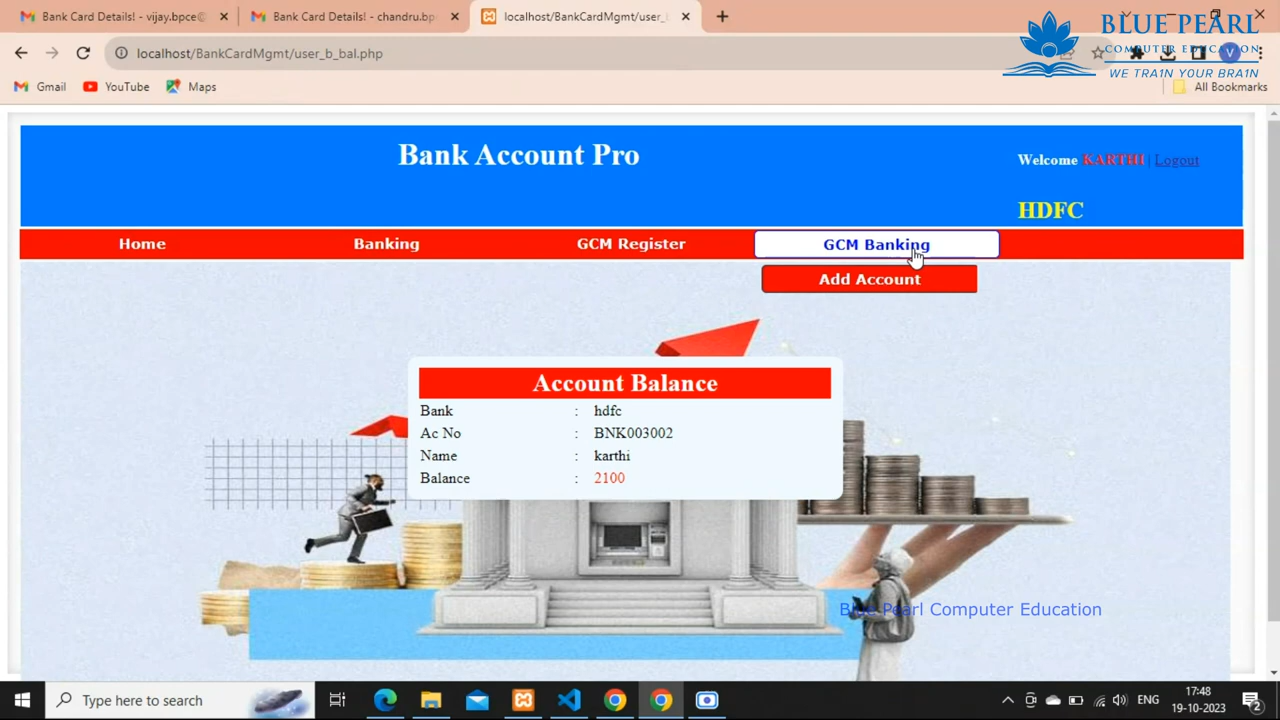 Bank Card Details! - vijay.bpce@
Bank Card Details! - chandru.bp
localhost/BankCardMgmt/user_
BLUE PEARL
COMPUTER EDUCATION
WE TRAIN YOUR BRAIN
localhost/BankCardMgmt/user_b_bal.php
V
Gmail
YouTube
Maps
All Bookmarks
Bank Account Pro
Welcome KARTHI | Logout
HDFC
Home
Banking
GCM Register
GCM Banking
Add Account
Account Balance
Bank : hdfc
Ac No : BNK003002
Name : karthi
Balance : 2100
Blue Pearl Computer Education
Type here to search
ENG
17:48
19-10-2023
2